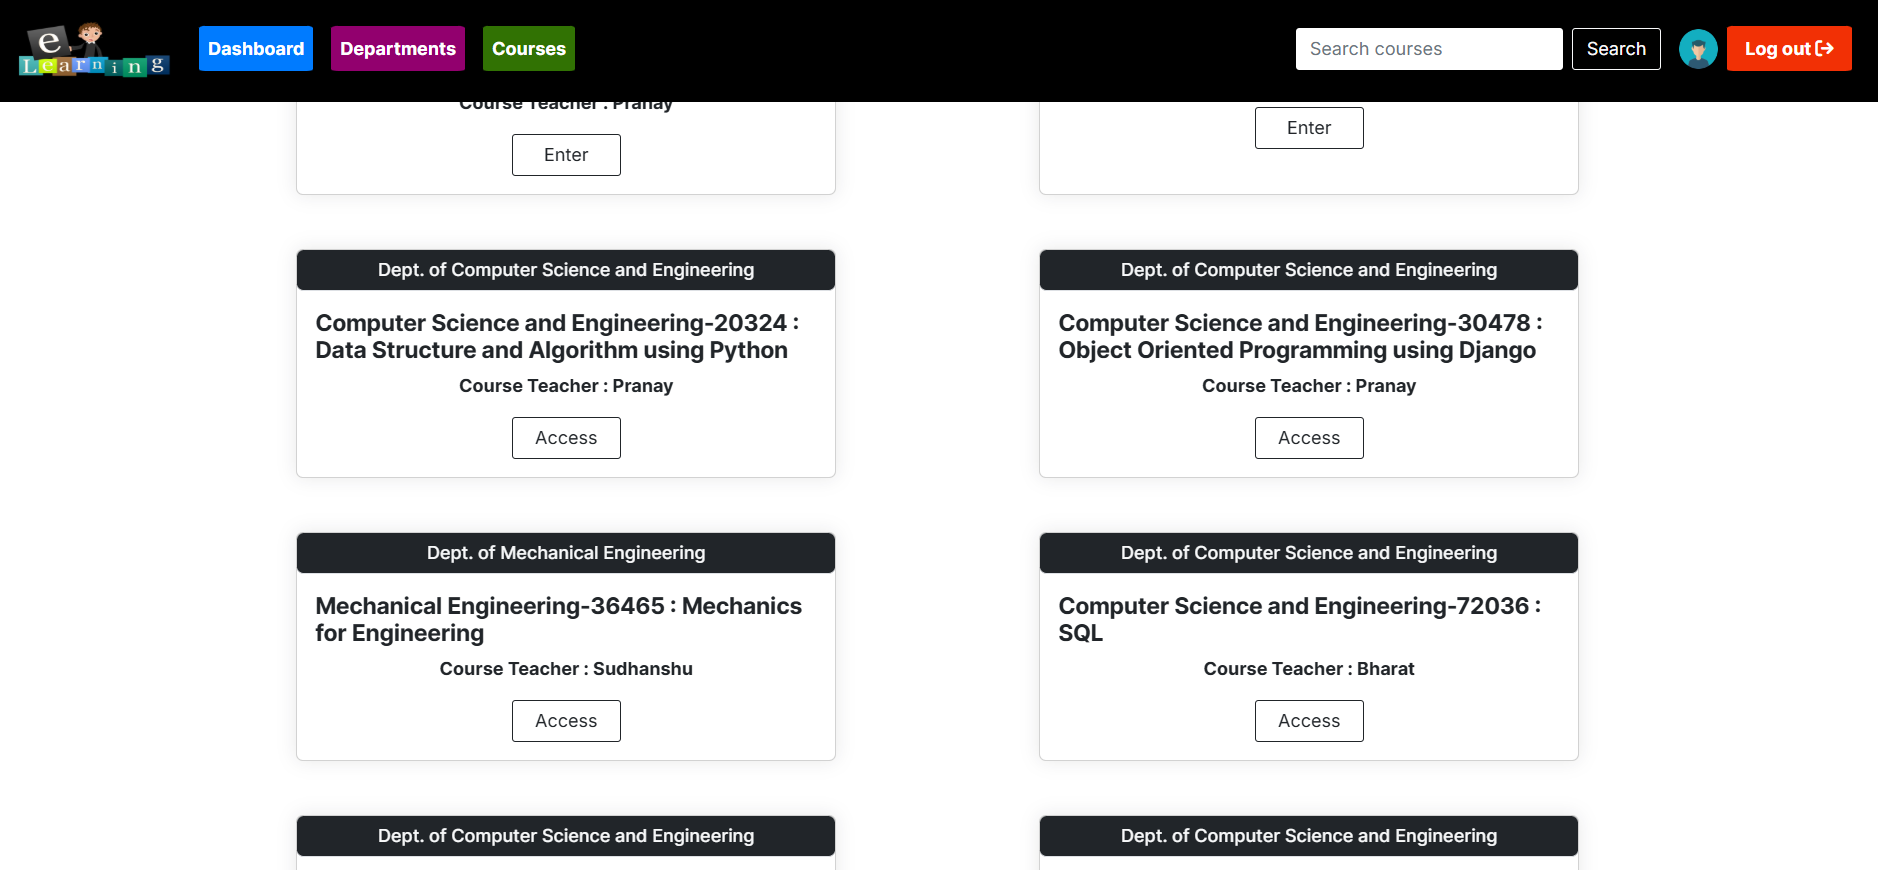 e
Learning
Dashboard
Departments
Courses
Search courses
Search
Log out
Course Teacher : Pranay
Enter
Enter
Dept. of Computer Science and Engineering
Computer Science and Engineering-20324 :
Data Structure and Algorithm using Python
Course Teacher : Pranay
Access
Dept. of Computer Science and Engineering
Computer Science and Engineering-30478 :
Object Oriented Programming using Django
Course Teacher : Pranay
Access
Dept. of Mechanical Engineering
Mechanical Engineering-36465 : Mechanics
for Engineering
Course Teacher : Sudhanshu
Access
Dept. of Computer Science and Engineering
Computer Science and Engineering-72036 :
SQL
Course Teacher : Bharat
Access
Dept. of Computer Science and Engineering
Dept. of Computer Science and Engineering